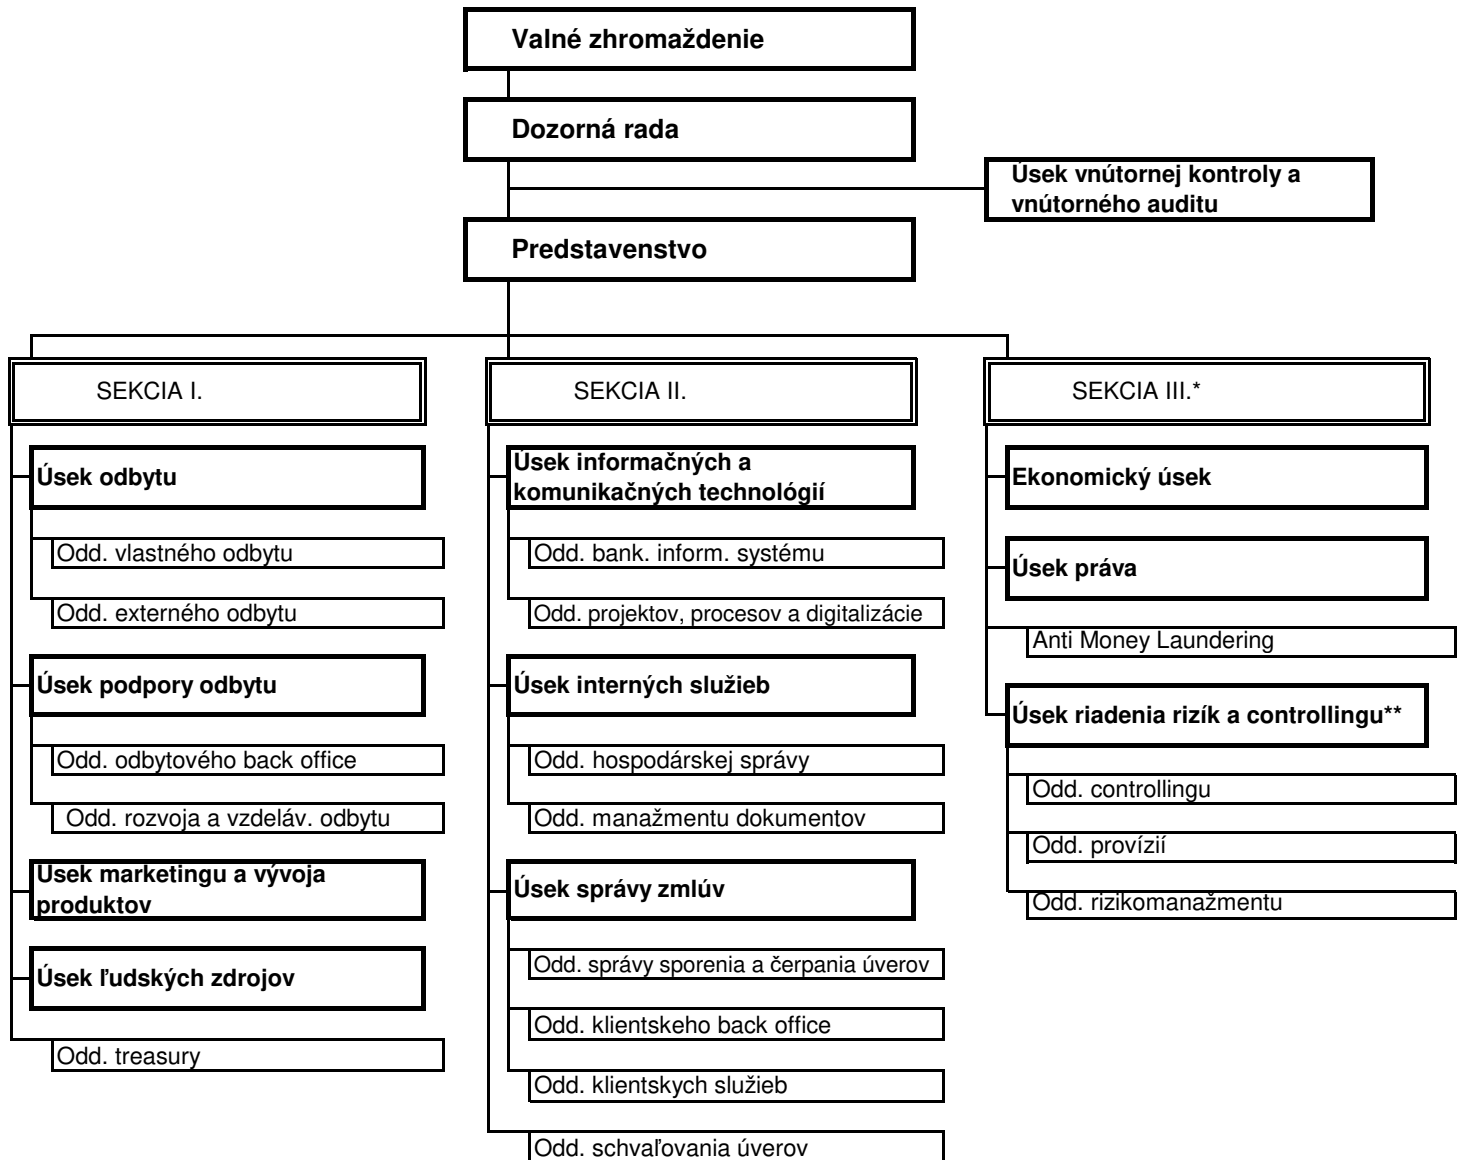 Valné zhromaždenie
Dozorná rada
Úsek vnútornej kontroly a
vnútorného auditu
Predstavenstvo
SEKCIA I.
Úsek odbytu
Odd. vlastného odbytu
Odd. externého odbytu
Úsek podpory odbytu
Odd. odbytového back office
Odd. rozvoja a vzdeláv. odbytu
Úsek marketingu a vývoja
produktov
Úsek ľudských zdrojov
Odd. treasury
SEKCIA II.
Úsek informačných a
komunikačných technológií
Odd. bank. inform. systému
Odd. projektov, procesov a digitalizácie
Úsek interných služieb
Odd. hospodárskej správy
Odd. manažmentu dokumentov
Úsek správy zmlúv
Odd. správy sporenia a čerpania úverov
Odd. klientskeho back office
Odd. klientskych služieb
Odd. schvaľovania úverov
SEKCIA III.*
Ekonomický úsek
Úsek práva
Anti Money Laundering
Úsek riadenia rizík a controllingu**
Odd. controllingu
Odd. provízií
Odd. rizikomanažmentu